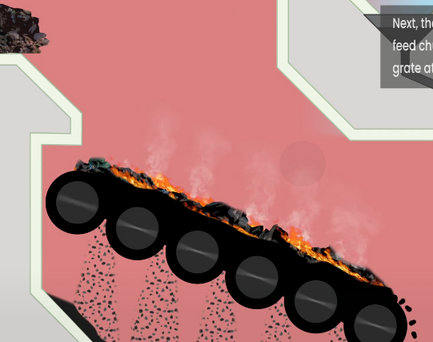 Next, th
feed ch
grate at